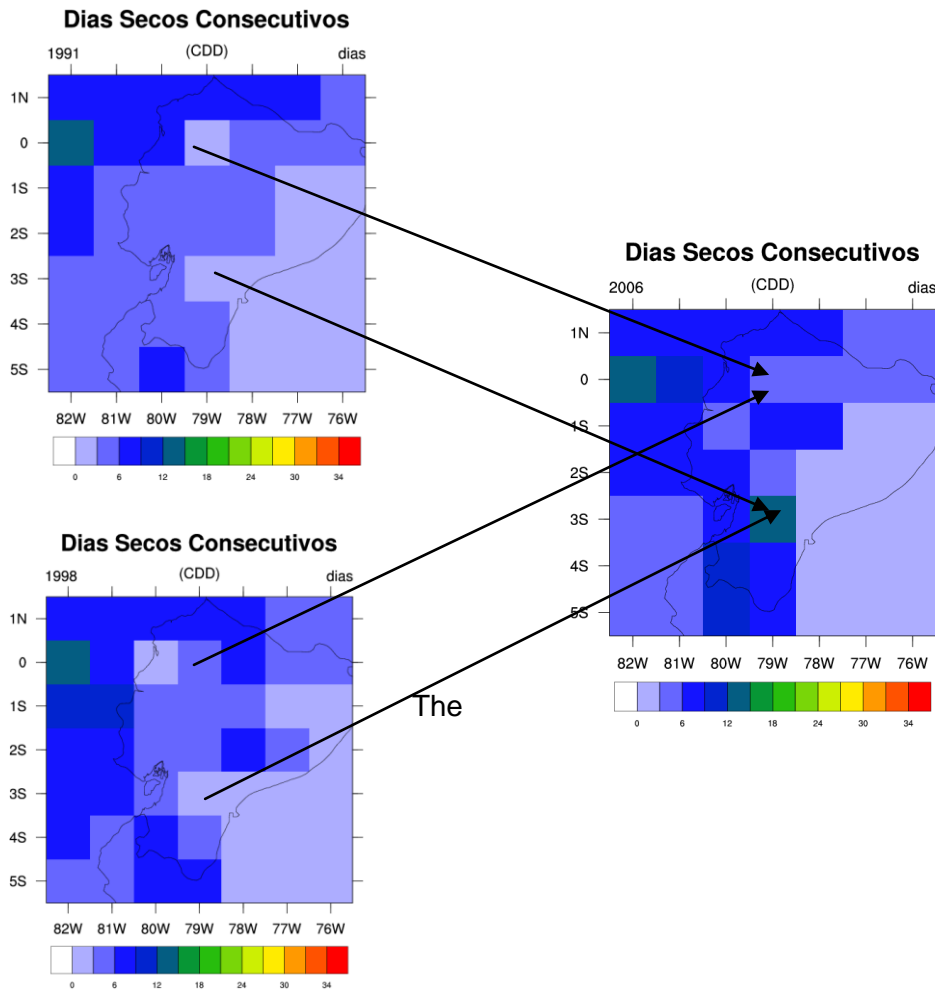 Dias Secos Consecutivos
1991 (CDD) dias
1N
0
1S
2S
3S
4S
5S
82W 81W 80W 79W 78W 77W 76W
0 6 12 18 24 30 34
Dias Secos Consecutivos
2006 (CDD) dias
1N
0
1S
2S
3S
4S
5S
82W 81W 80W 79W 78W 77W 76W
0 6 12 18 24 30 34
Dias Secos Consecutivos
1998 (CDD) dias
1N
0
1S
2S
3S
4S
5S
82W 81W 80W 79W 78W 77W 76W
0 6 12 18 24 30 34
The